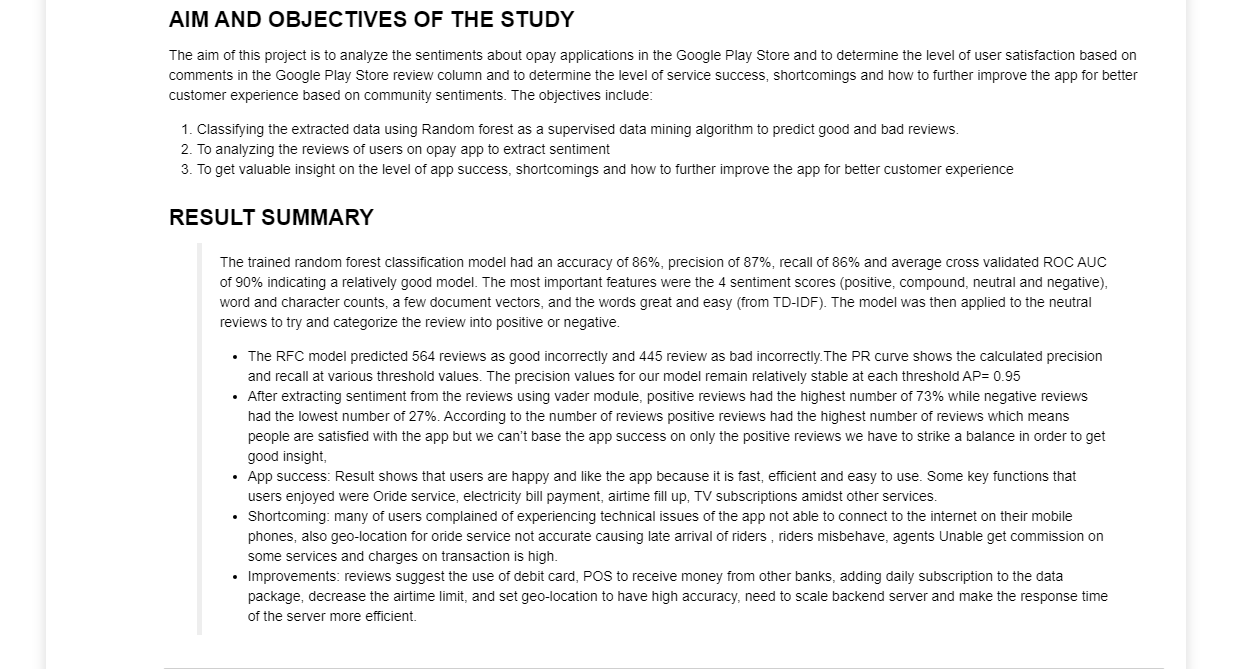 AIM AND OBJECTIVES OF THE STUDY
The aim of this project is to analyze the sentiments about opay applications in the Google Play Store and to determine the level of user satisfaction based on
comments in the Google Play Store review column and to determine the level of service success, shortcomings and how to further improve the app for better
customer experience based on community sentiments. The objectives include:
1. Classifying the extracted data using Random forest as a supervised data mining algorithm to predict good and bad reviews.
2. To analyzing the reviews of users on opay app to extract sentiment
3. To get valuable insight on the level of app success, shortcomings and how to further improve the app for better customer experience
RESULT SUMMARY
The trained random forest classification model had an accuracy of 86%, precision of 87%, recall of 86% and average cross validated ROC AUC
of 90% indicating a relatively good model. The most important features were the 4 sentiment scores (positive, compound, neutral and negative),
word and character counts, a few document vectors, and the words great and easy (from TD-IDF). The model was then applied to the neutral
reviews to try and categorize the review into positive or negative.
• The RFC model predicted 564 reviews as good incorrectly and 445 review as bad incorrectly.The PR curve shows the calculated precision
and recall at various threshold values. The precision values for our model remain relatively stable at each threshold AP= 0.95
• After extracting sentiment from the reviews using vader module, positive reviews had the highest number of 73% while negative reviews
had the lowest number of 27%. According to the number of reviews positive reviews had the highest number of reviews which means
people are satisfied with the app but we can't base the app success on only the positive reviews we have to strike a balance in order to get
good insight,
• App success: Result shows that users are happy and like the app because it is fast, efficient and easy to use. Some key functions that
users enjoyed were Oride service, electricity bill payment, airtime fill up, TV subscriptions amidst other services.
• Shortcoming: many of users complained of experiencing technical issues of the app not able to connect to the internet on their mobile
phones, also geo-location for oride service not accurate causing late arrival of riders , riders misbehave, agents Unable get commission on
some services and charges on transaction is high.
• Improvements: reviews suggest the use of debit card, POS to receive money from other banks, adding daily subscription to the data
package, decrease the airtime limit, and set geo-location to have high accuracy, need to scale backend server and make the response time
of the server more efficient.